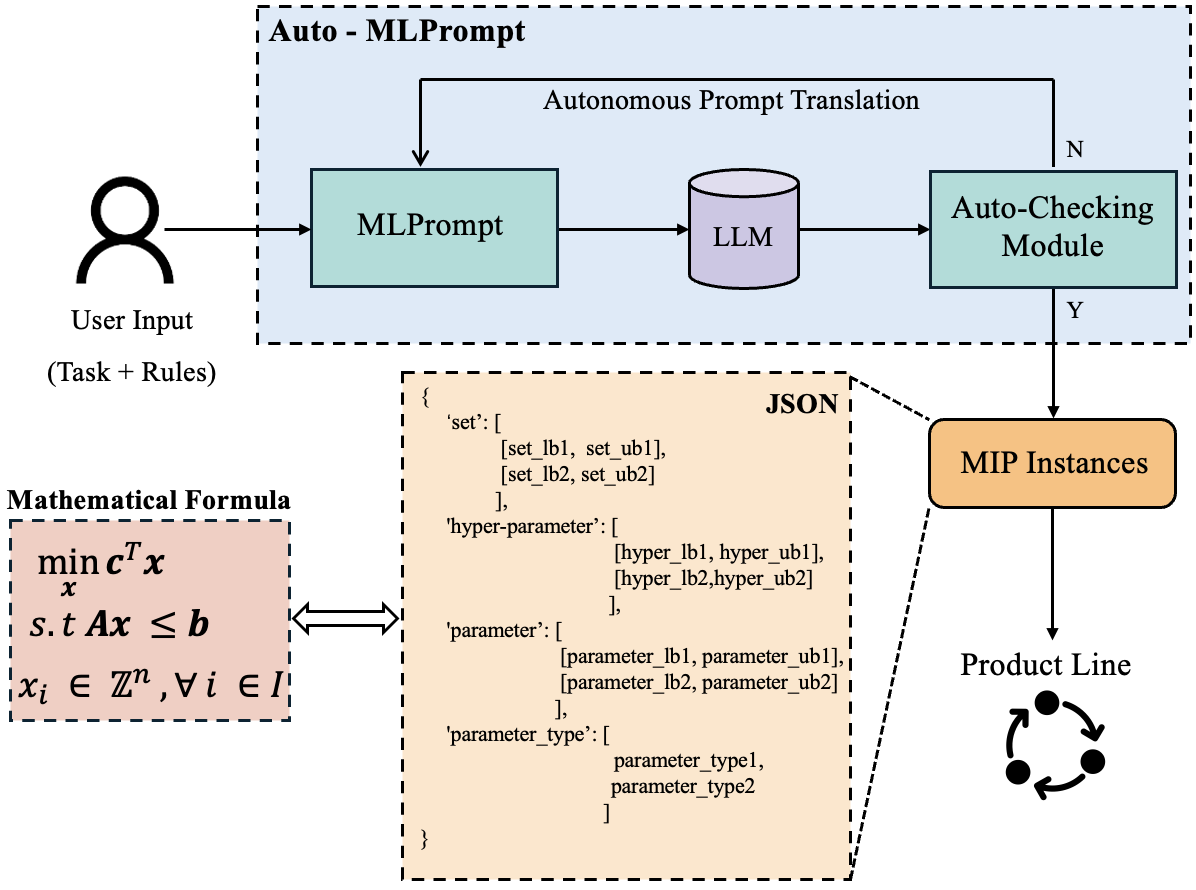 Auto - MLPrompt
Autonomous Prompt Translation
N
MLPrompt
LLM
Auto-Checking
Module
Y
User Input
(Task + Rules)
JSON
{
‘set’: [
[set_lb1, set_ub1],
[set_lb2, set_ub2]
],
'hyper-parameter’: [
[hyper_lb1, hyper_ub1],
[hyper_lb2,hyper_ub2]
],
'parameter’: [
[parameter_lb1, parameter_ub1],
[parameter_lb2, parameter_ub2]
],
'parameter_type’: [
parameter_type1,
parameter_type2
]
}
MIP Instances
Mathematical Formula
min c^T x
x
s.t Ax ≤ b
x_i ∈ ℤ^n ,∀ i ∈ I
Product Line